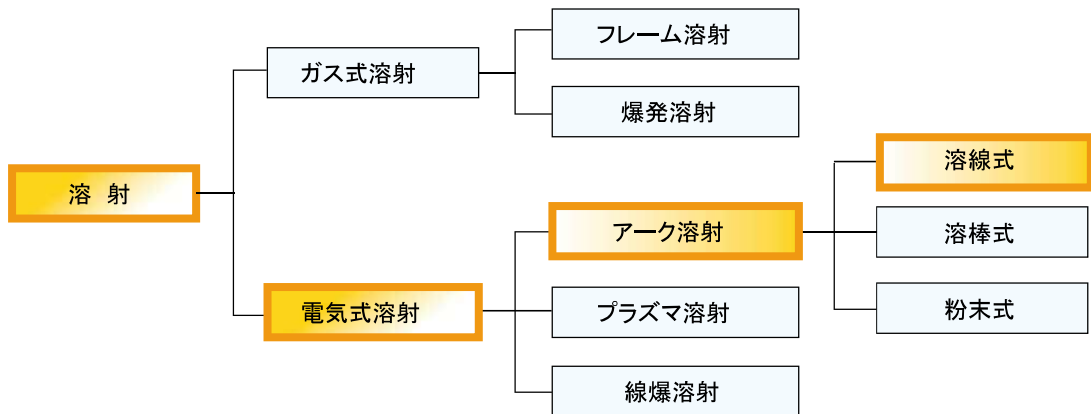 溶 射
ガス式溶射
フレーム溶射
爆発溶射
電気式溶射
アーク溶射
プラズマ溶射
線爆溶射
溶線式
溶棒式
粉末式